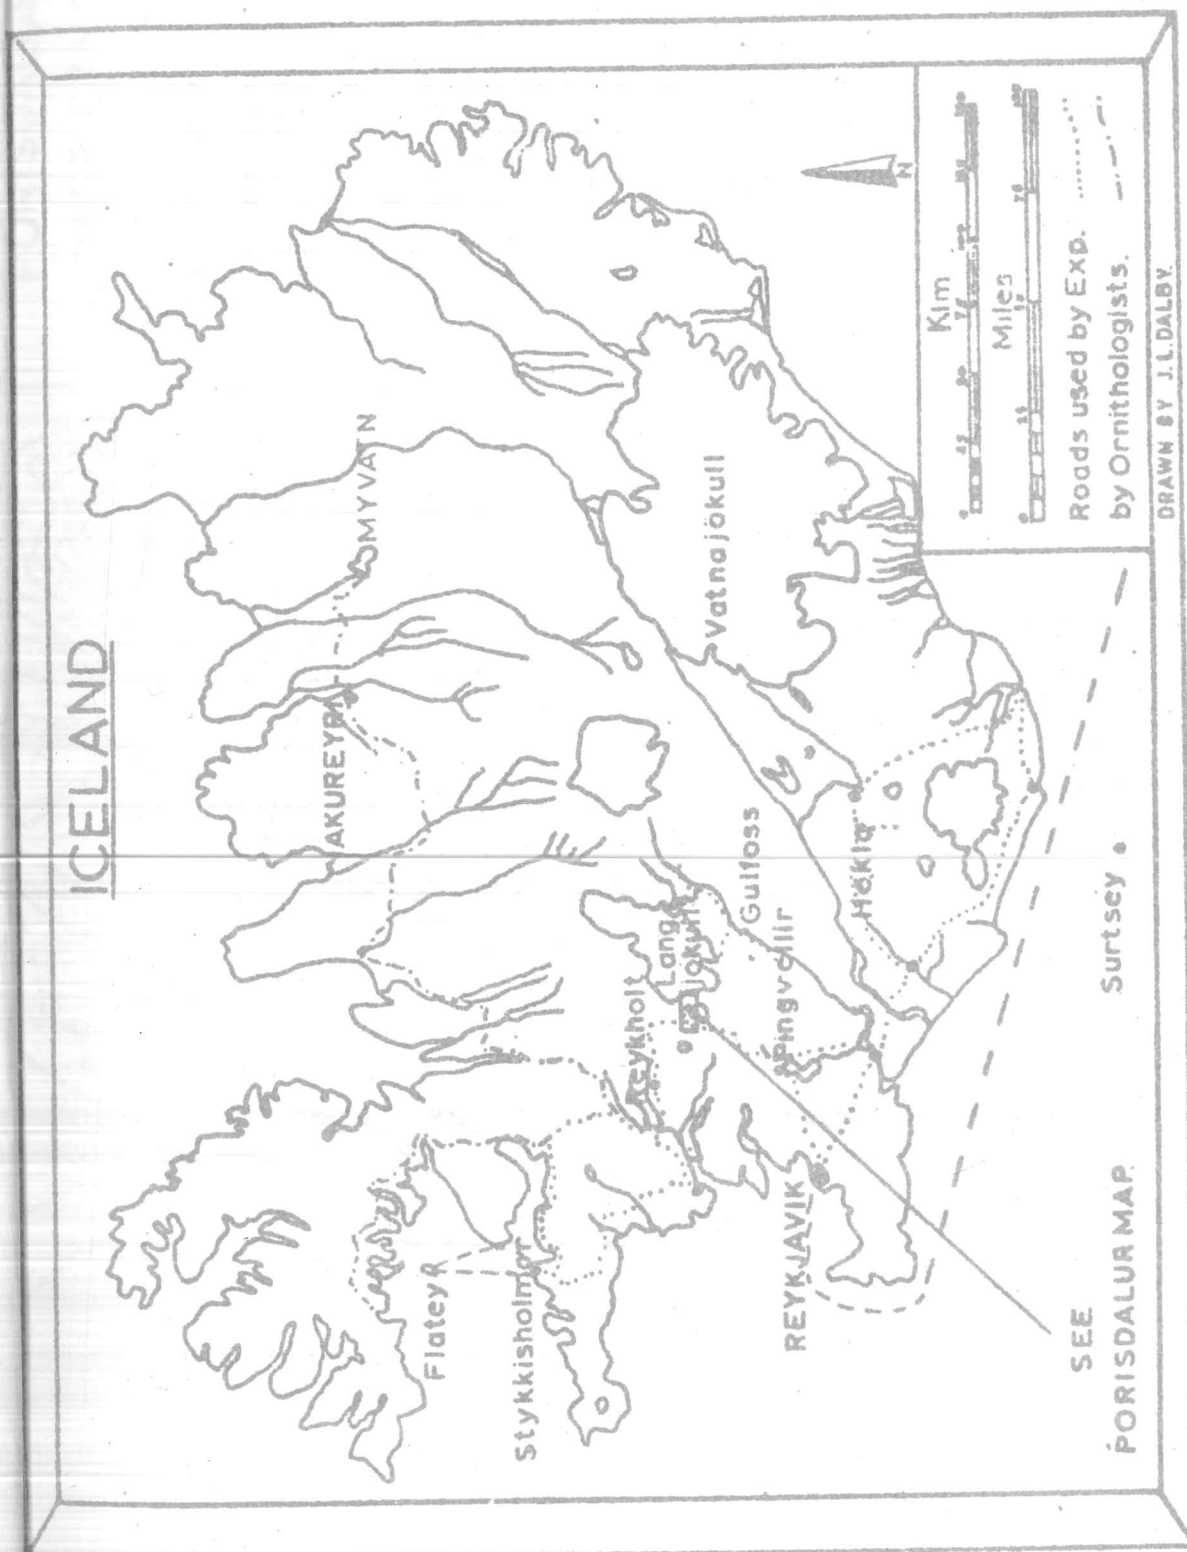 ICELAND
MYVATN
AKUREYRI
Vatnajökull
Gulfoss
Hekla
Lang
Jökull
Reykholt
Þingvellir
Flatey
Stykkisholmur
REYKJAVIK
Surtsey
SEE
ÞORISDALUR MAP
N
Klm
Miles
Roads used by Exp.
by Ornithologists.
DRAWN BY J.L.DALBY.